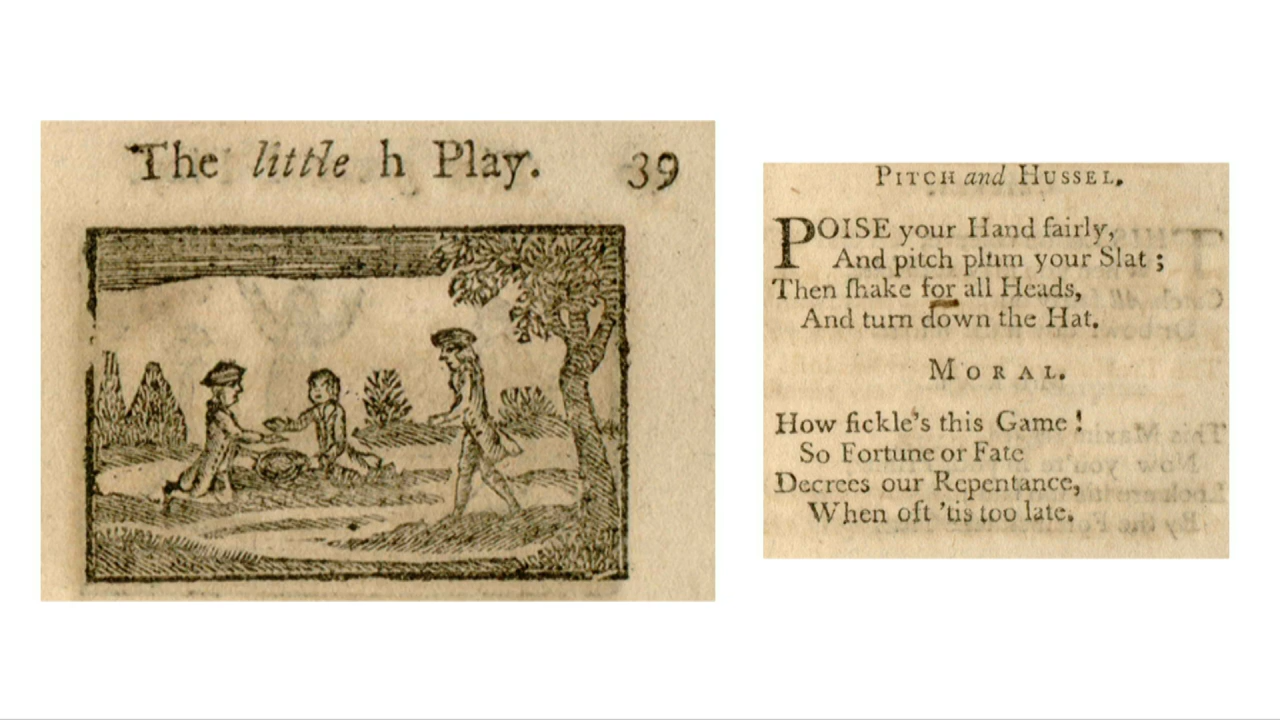 The little h Play. 39
PITCH and HUSSEL.
POISE your Hand fairly,
And pitch plum your Slat ;
Then ſhake for all Heads,
And turn down the Hat.
MORAL.
How fickle's this Game !
So Fortune or Fate
Decrees our Repentance,
When oft 'tis too late.